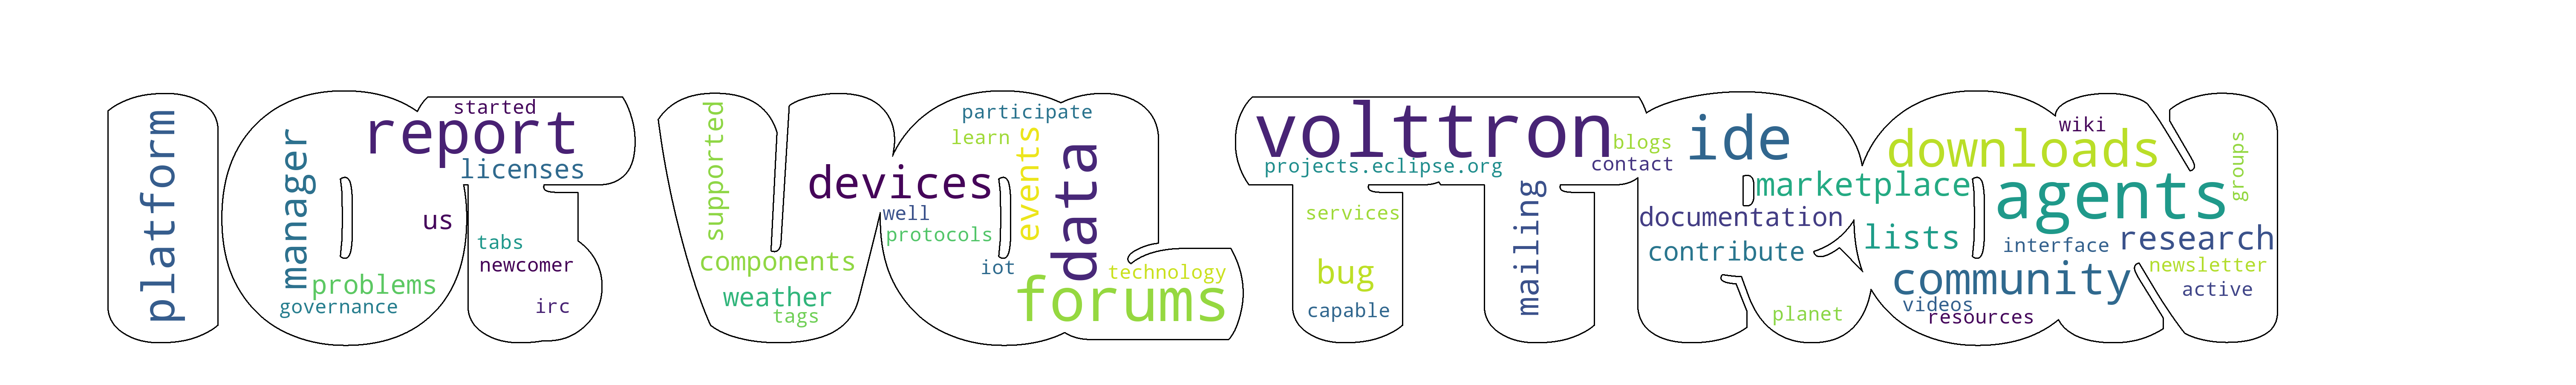 IOT VOLTTRON
platform
manager
problems
governance
started
report
licenses
us
tabs
newcomer
irc
supported
components
weather
tags
devices
well
protocols
iot
participate
learn
events
data
technology
forums
volttron
projects.eclipse.org
blogs
contact
services
bug
capable
mailing
ide
marketplace
documentation
contribute
planet
wiki
downloads
agents
groups
lists
interface
research
community
newsletter
videos
active
resources